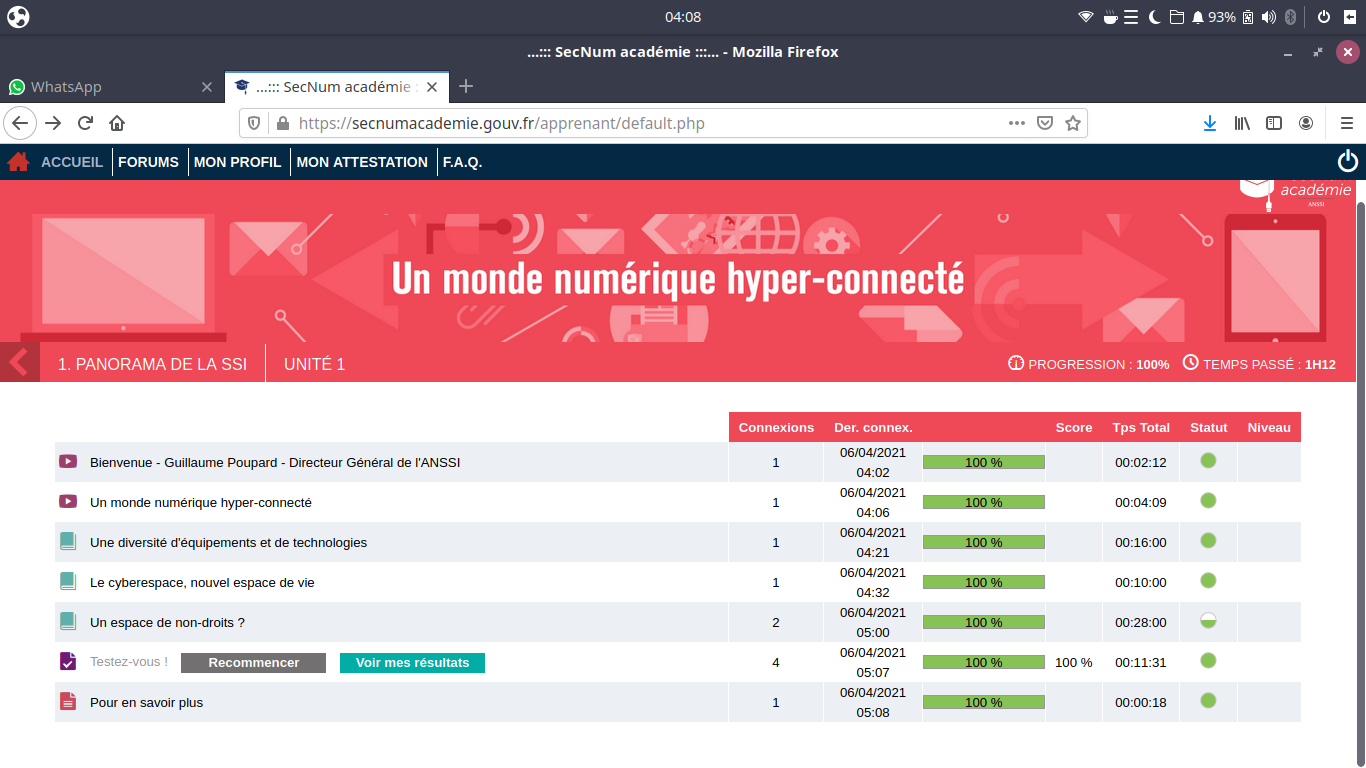 04:08
93%
...::: SecNum académie :::... - Mozilla Firefox
WhatsApp
...::: SecNum académie :
https://secnumacademie.gouv.fr/apprenant/default.php
ACCUEIL FORUMS MON PROFIL MON ATTESTATION F.A.Q.
académie
ANSSI
Un monde numérique hyper-connecté
1. PANORAMA DE LA SSI UNITÉ 1 PROGRESSION : 100% TEMPS PASSÉ : 1H12
Connexions Der. connex. Score Tps Total Statut Niveau
Bienvenue - Guillaume Poupard - Directeur Général de l'ANSSI 1 06/04/2021 04:02 100 % 00:02:12
Un monde numérique hyper-connecté 1 06/04/2021 04:06 100 % 00:04:09
Une diversité d'équipements et de technologies 1 06/04/2021 04:21 100 % 00:16:00
Le cyberespace, nouvel espace de vie 1 06/04/2021 04:32 100 % 00:10:00
Un espace de non-droits ? 2 06/04/2021 05:00 100 % 00:28:00
Testez-vous ! Recommencer Voir mes résultats 4 06/04/2021 05:07 100 % 100 % 00:11:31
Pour en savoir plus 1 06/04/2021 05:08 100 % 00:00:18